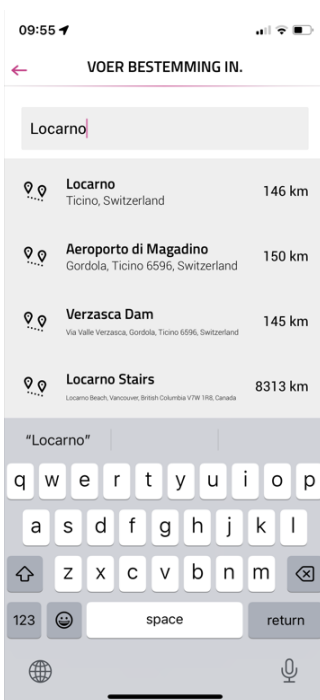 09:55
VOER BESTEMMING IN.
Locarno
Locarno
Ticino, Switzerland
146 km
Aeroporto di Magadino
Gordola, Ticino 6596, Switzerland
150 km
Verzasca Dam
Via Valle Verzasca, Gordola, Ticino 6596, Switzerland
145 km
Locarno Stairs
Locarno Beach, Vancouver, British Columbia V7W 1R8, Canada
8313 km
“Locarno”
q w e r t y u i o p
a s d f g h j k l
z x c v b n m
123 space return